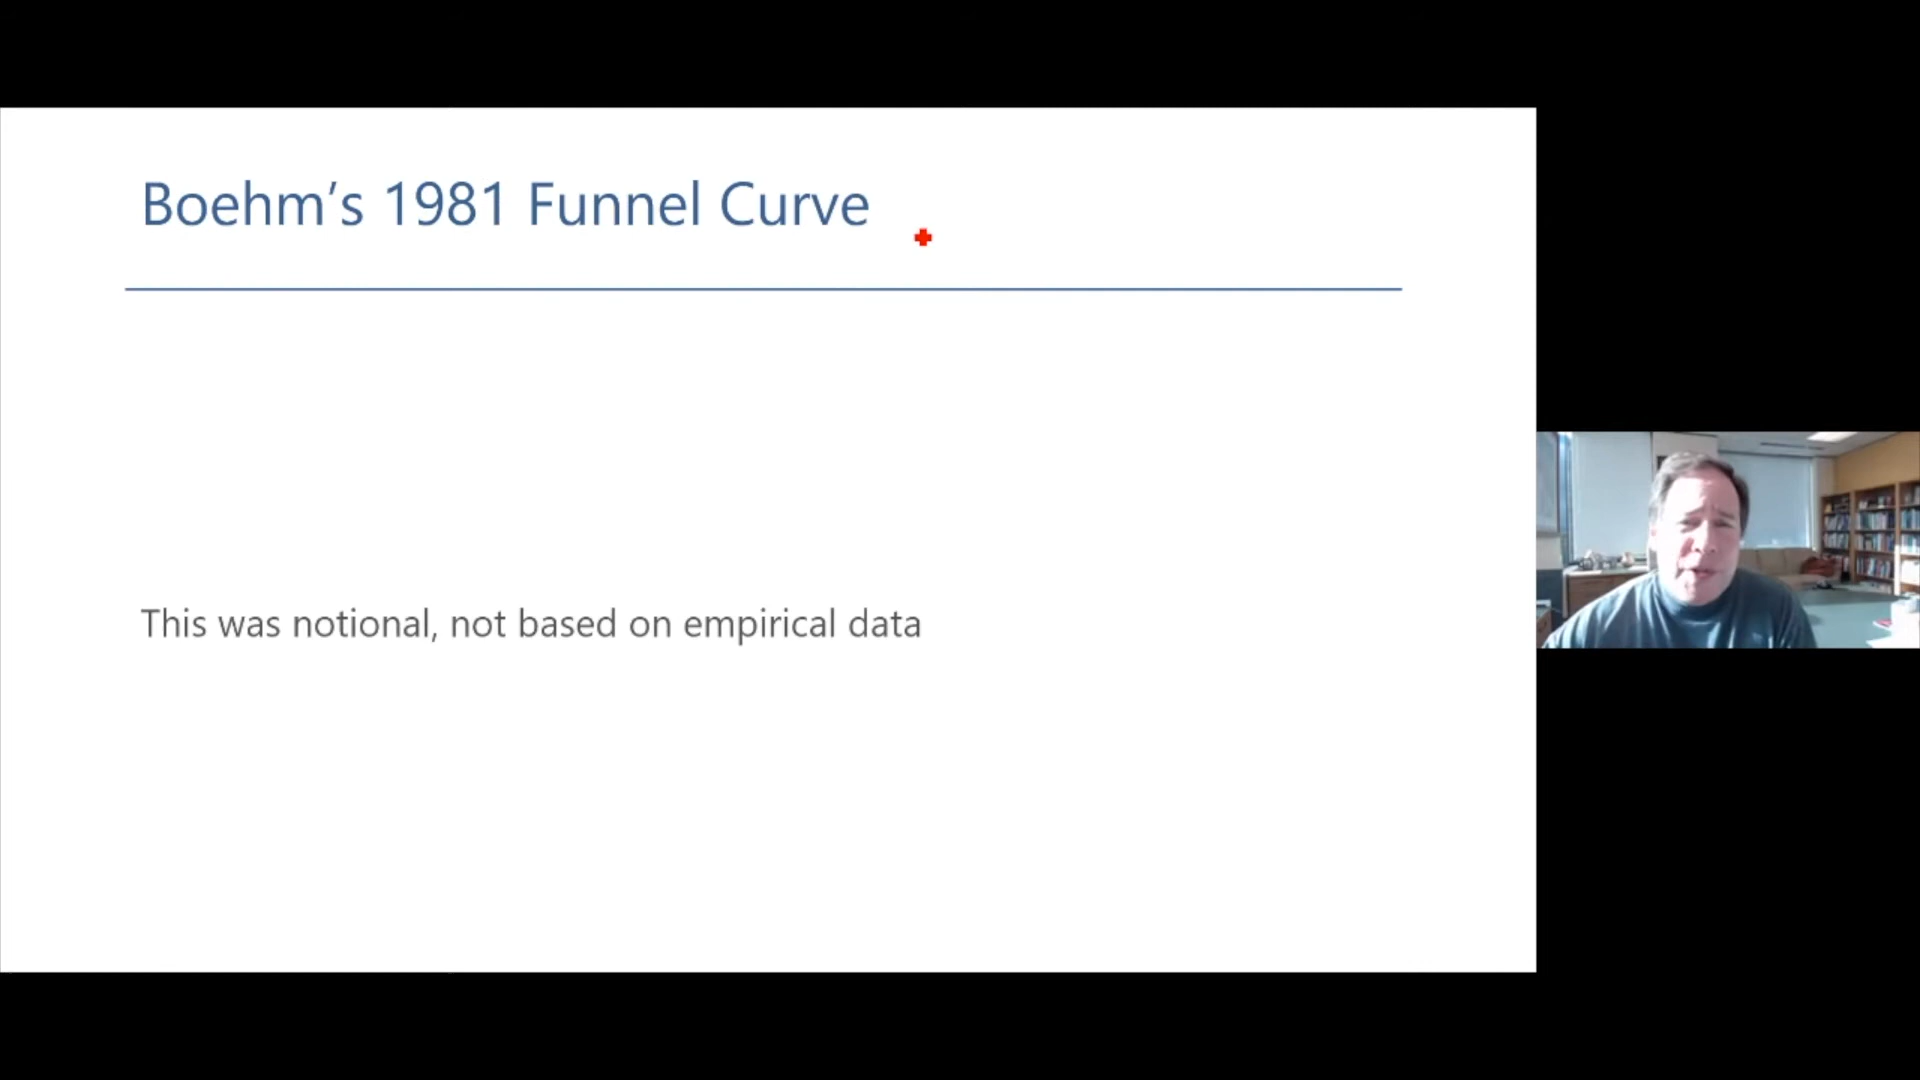 Boehm’s 1981 Funnel Curve
This was notional, not based on empirical data